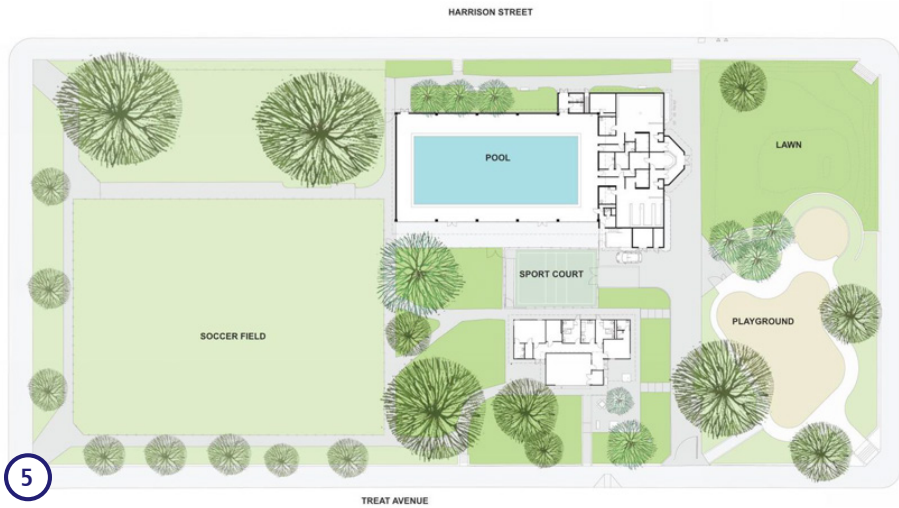 HARRISON STREET
POOL
LAWN
SPORT COURT
PLAYGROUND
SOCCER FIELD
5
TREAT AVENUE